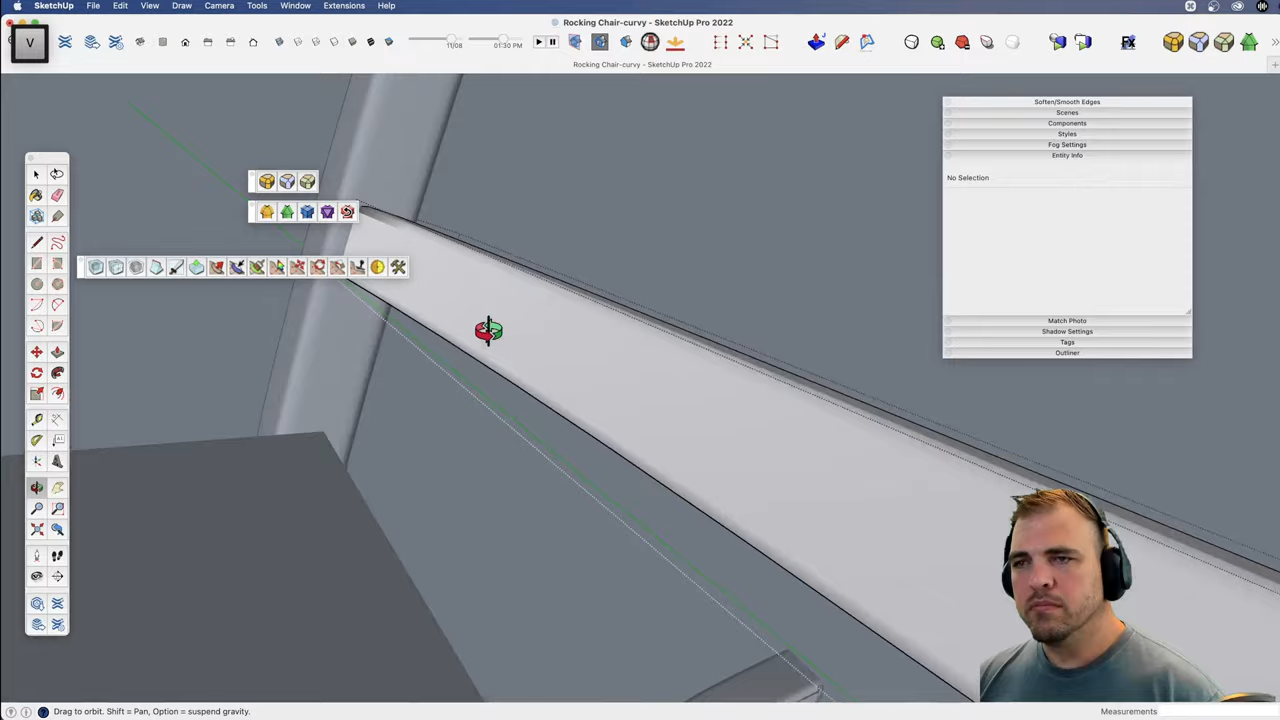 SketchUp File Edit View Draw Camera Tools Window Extensions Help
Rocking Chair-curvy - SketchUp Pro 2022
V
11/08 01:30 PM
Rocking Chair-curvy - SketchUp Pro 2022
Soften/Smooth Edges
Scenes
Components
Styles
Fog Settings
Entity Info
No Selection
Match Photo
Shadow Settings
Tags
Outliner
Drag to orbit. Shift = Pan, Option = suspend gravity.
Measurements